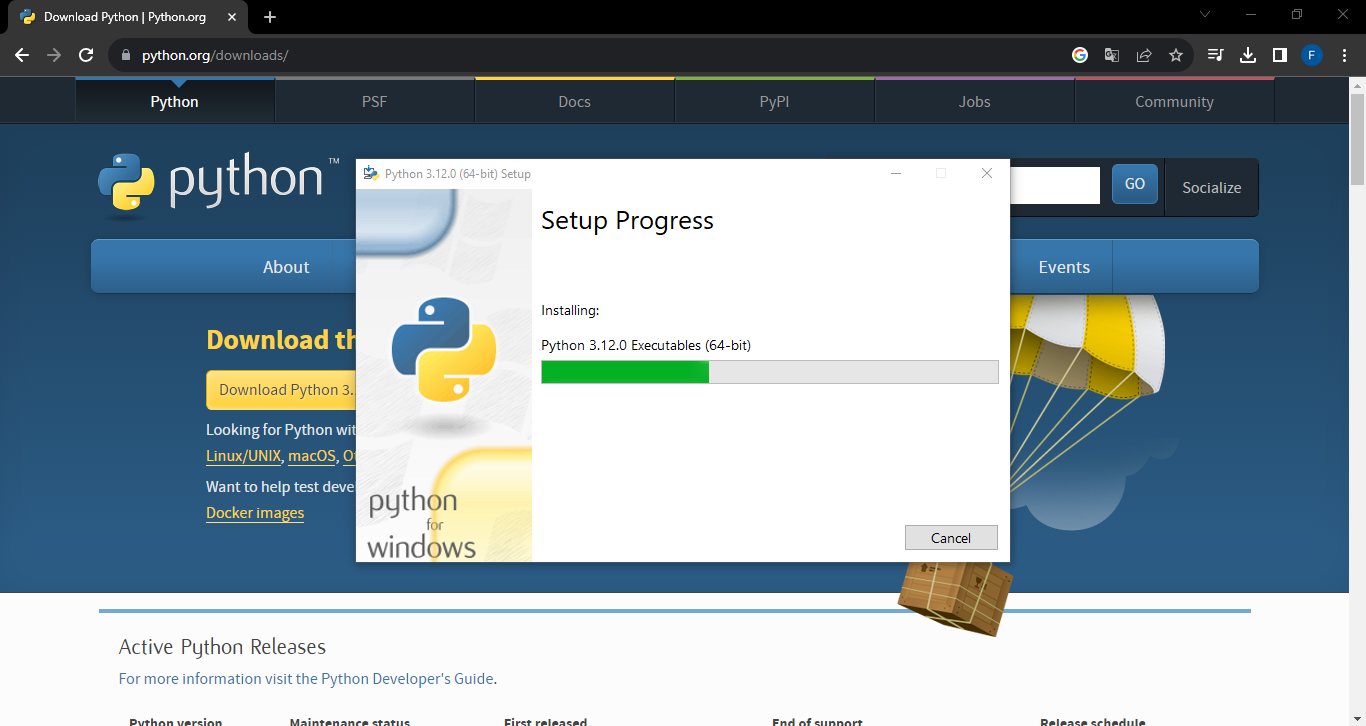 Download Python | Python.org
python.org/downloads/
F
Python PSF Docs PyPI Jobs Community
python™
GO
Socialize
About
Events
Download th
Download Python 3.
Looking for Python wit
Linux/UNIX, macOS, O
Want to help test deve
Docker images
Python 3.12.0 (64-bit) Setup
Setup Progress
Installing:
Python 3.12.0 Executables (64-bit)
python
for
windows
Cancel
Active Python Releases
For more information visit the Python Developer's Guide.
Python version Maintenance status First released End of support Release schedule